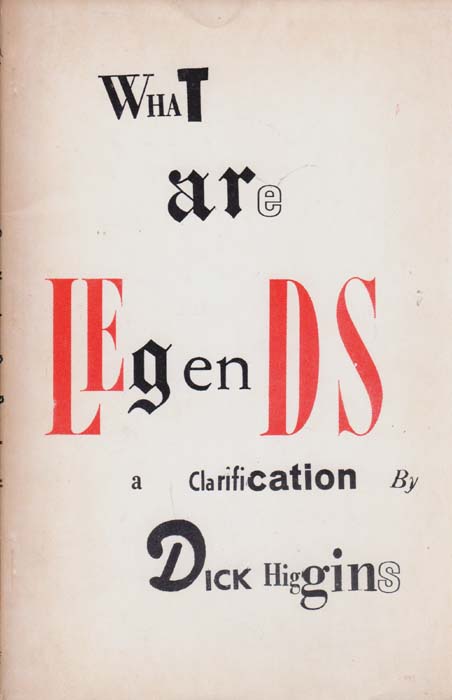 WHAT
are
LEgenDS
a Clarification By
DICK Higgins